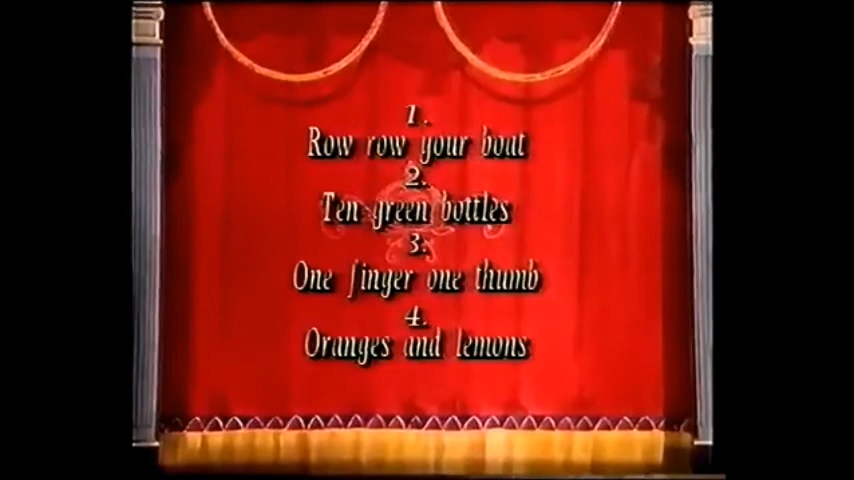 1.
Row row your boat
2.
Ten green bottles
3.
One finger one thumb
4.
Oranges and lemons